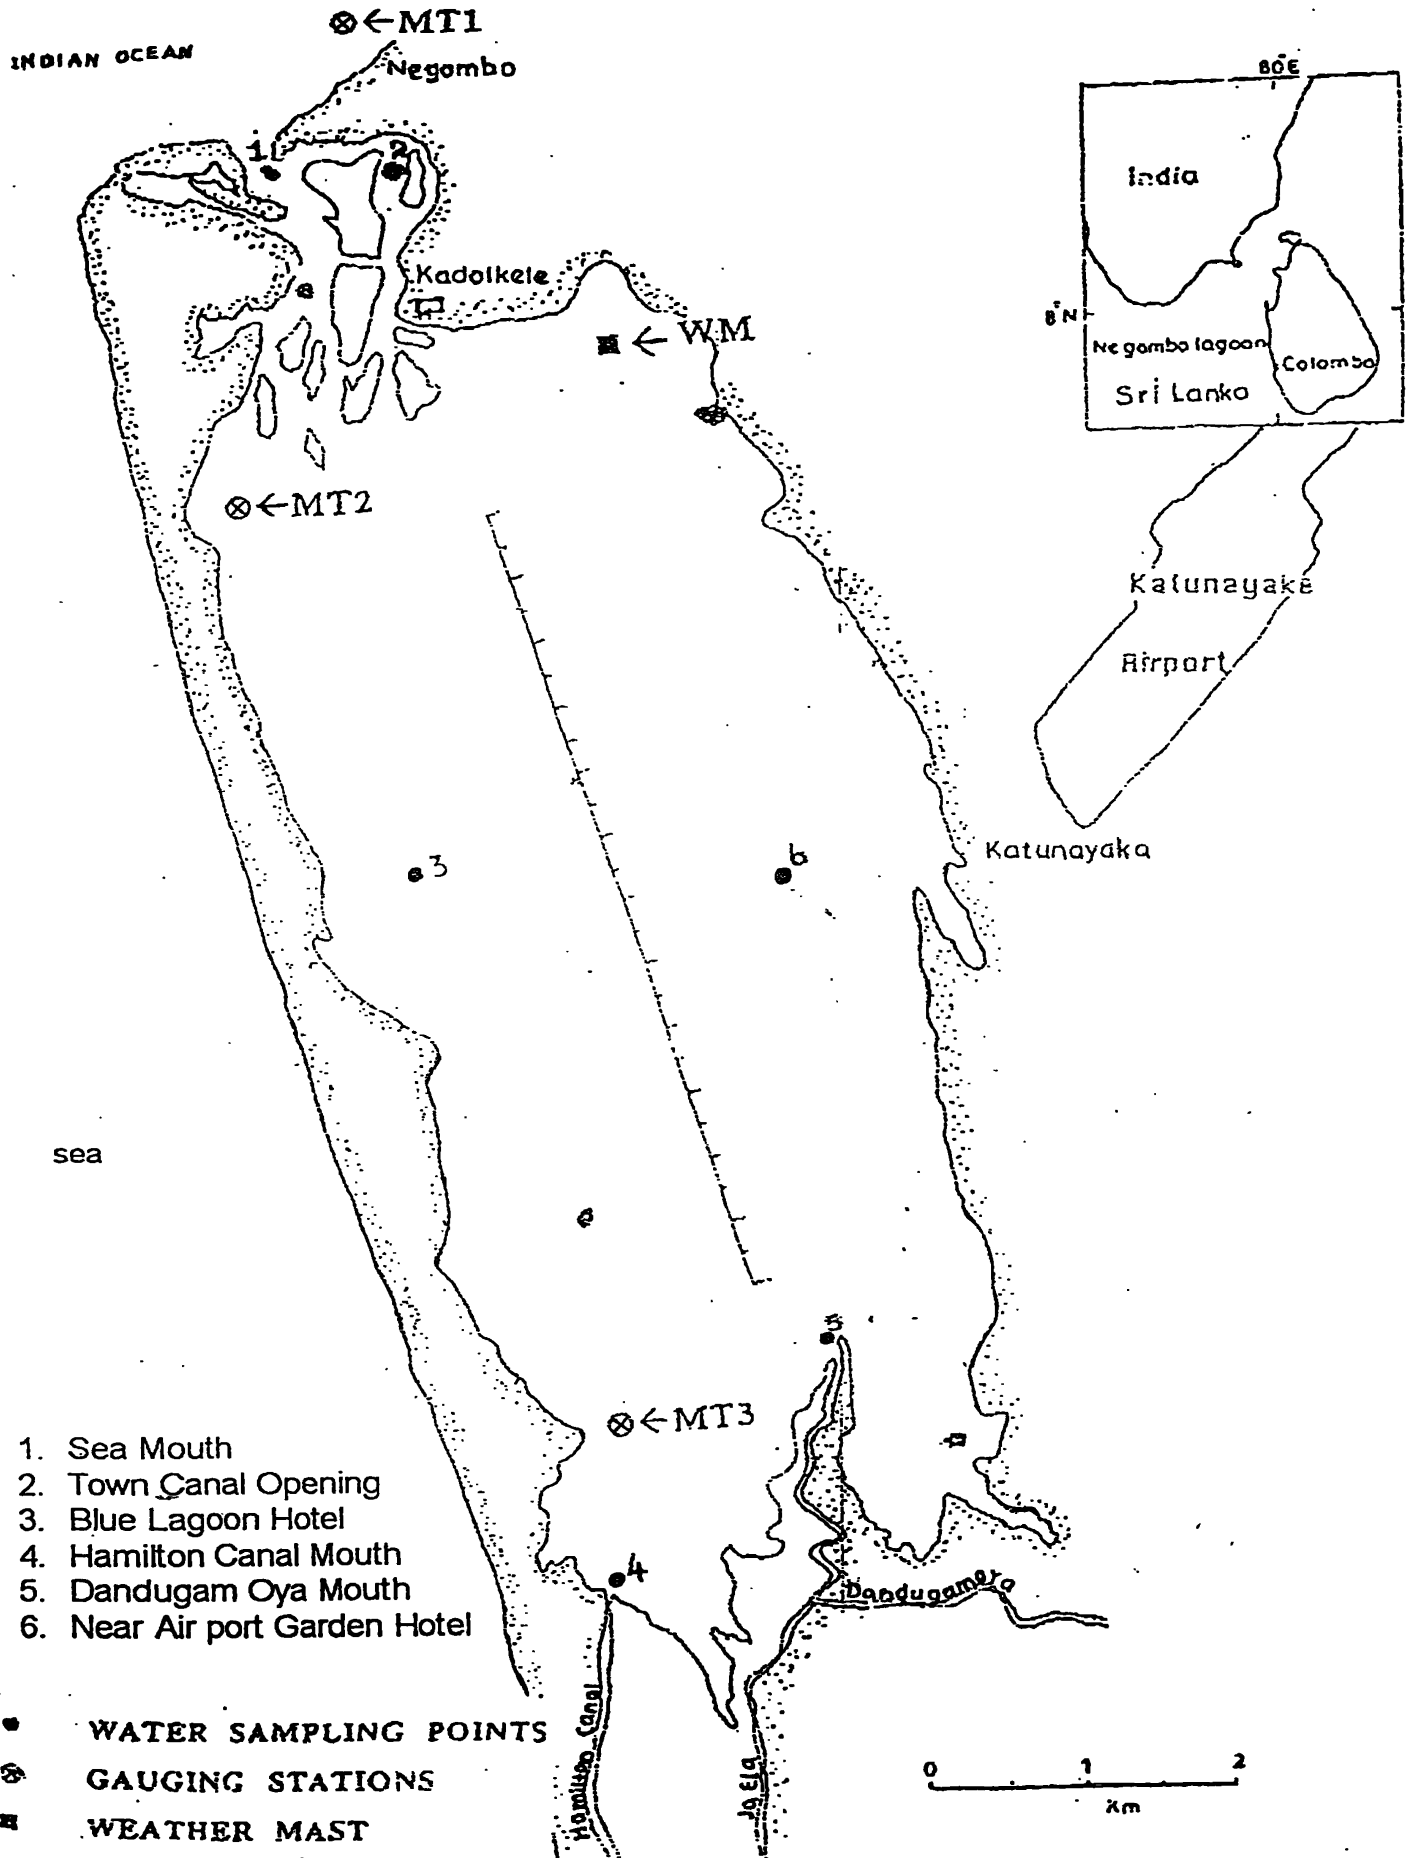 MT1
INDIAN OCEAN
Negombo
1
2
Kadolkele
WM
MT2
80°E
India
8°N
Negombo lagoon
Colombo
Sri Lanka
Katunayake
Airport
3
6
Katunayaka
sea
5
MT3
1. Sea Mouth
2. Town Canal Opening
3. Blue Lagoon Hotel
4. Hamilton Canal Mouth
5. Dandugam Oya Mouth
6. Near Air port Garden Hotel
4
Dandugamoya
Hamilton Canal
Ja Ela
WATER SAMPLING POINTS
GAUGING STATIONS
WEATHER MAST
0 1 2
Km